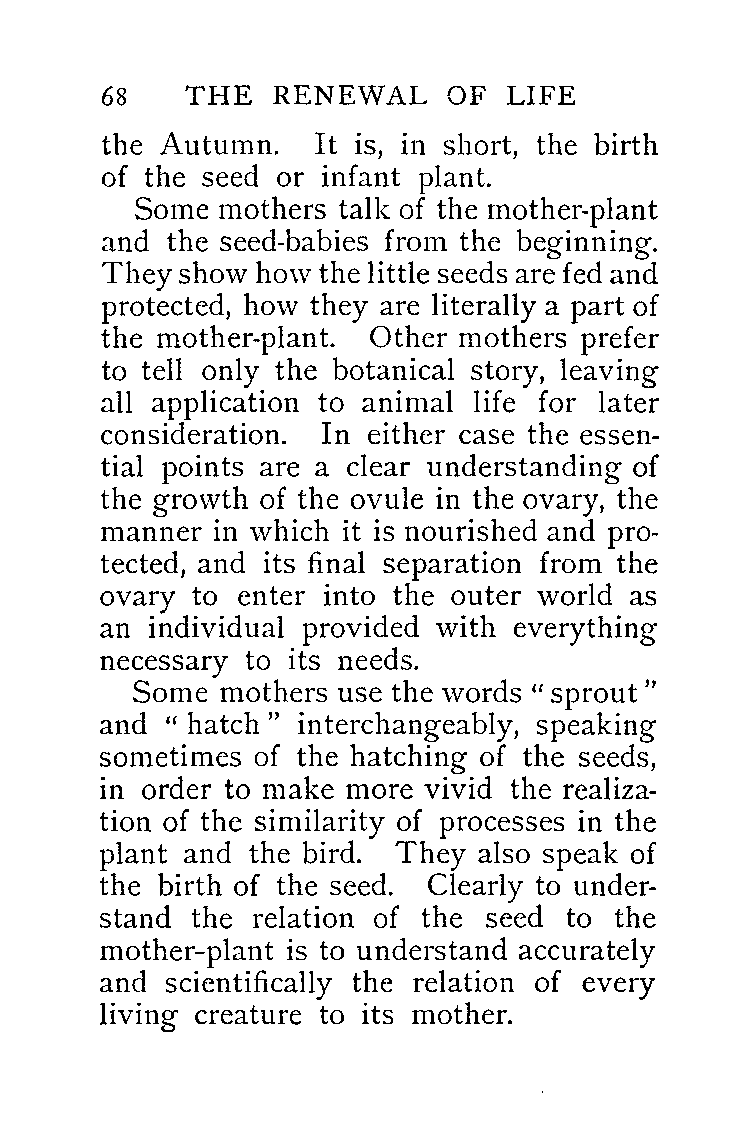 68 THE RENEWAL OF LIFE
the Autumn. It is, in short, the birth
of the seed or infant plant.
Some mothers talk of the mother-plant
and the seed-babies from the beginning.
They show how the little seeds are fed and
protected, how they are literally a part of
the mother-plant. Other mothers prefer
to tell only the botanical story, leaving
all application to animal life for later
consideration. In either case the essen-
tial points are a clear understanding of
the growth of the ovule in the ovary, the
manner in which it is nourished and pro-
tected, and its final separation from the
ovary to enter into the outer world as
an individual provided with everything
necessary to its needs.
Some mothers use the words “ sprout ”
and “ hatch ” interchangeably, speaking
sometimes of the hatching of the seeds,
in order to make more vivid the realiza-
tion of the similarity of processes in the
plant and the bird. They also speak of
the birth of the seed. Clearly to under-
stand the relation of the seed to the
mother-plant is to understand accurately
and scientifically the relation of every
living creature to its mother.